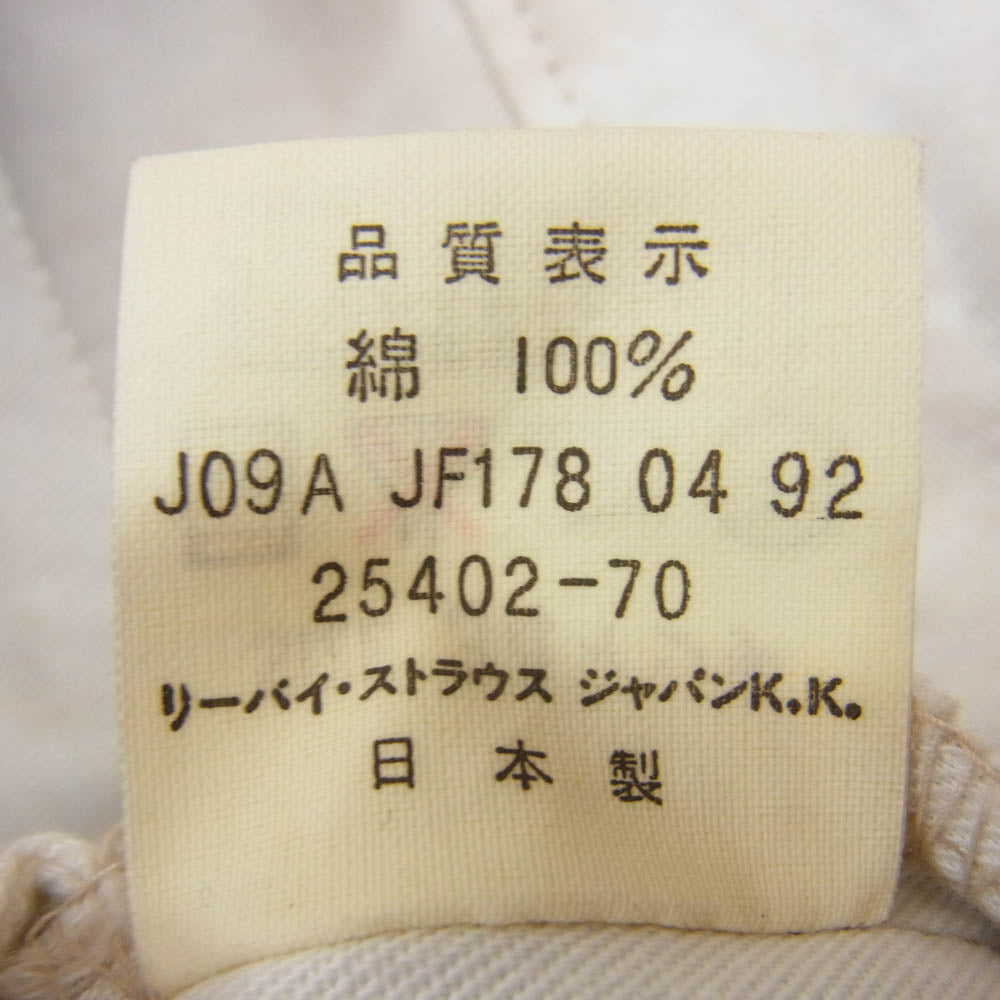 品質表示
綿 100%
J09A JF178 04 92
25402-70
リーバイ・ストラウス ジャパンK.K.
日本製